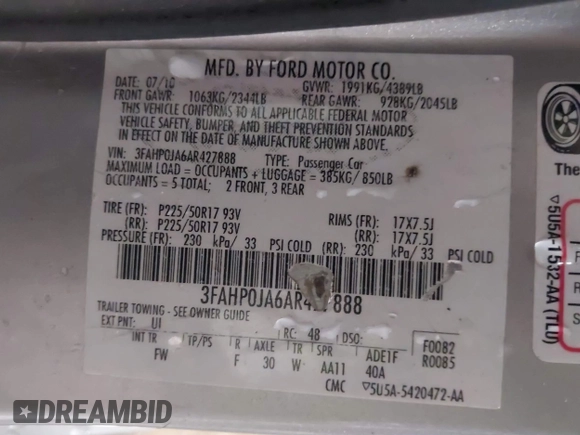 MFD. BY FORD MOTOR CO.
DATE: 07/10 GVWR: 1991KG/4389LB
FRONT GAWR: 1063KG/2344LB REAR GAWR: 928KG/2045LB
THIS VEHICLE CONFORMS TO ALL APPLICABLE FEDERAL MOTOR
VEHICLE SAFETY, BUMPER, AND THEFT PREVENTION STANDARDS
IN EFFECT ON THE DATE OF MANUFACTURE SHOWN ABOVE.
VIN: 3FAHP0JA6AR427888 TYPE: Passenger Car
MAXIMUM LOAD = OCCUPANTS + LUGGAGE = 385KG/ 850LB
OCCUPANTS = 5 TOTAL; 2 FRONT, 3 REAR
TIRE (FR): P225/50R17 93V RIMS (FR): 17X7.5J
(RR): P225/50R17 93V (RR): 17X7.5J
PRESSURE (FR): 230 kPa/ 33 PSI COLD (RR): 230 kPa/ 33 PSI COLD
3FAHP0JA6AR427888
TRAILER TOWING - SEE OWNER GUIDE
EXT PNT: UI RC: 48 DSO: F0082
INT TR TP/PS R AXLE TR SPR ADE1F R0085
FW F 30 W AA11 40A
CMC ▽5U5A-5420472-AA
The
▽5U5A-1532-AA (TLD)
F
R
S
DREAMBID